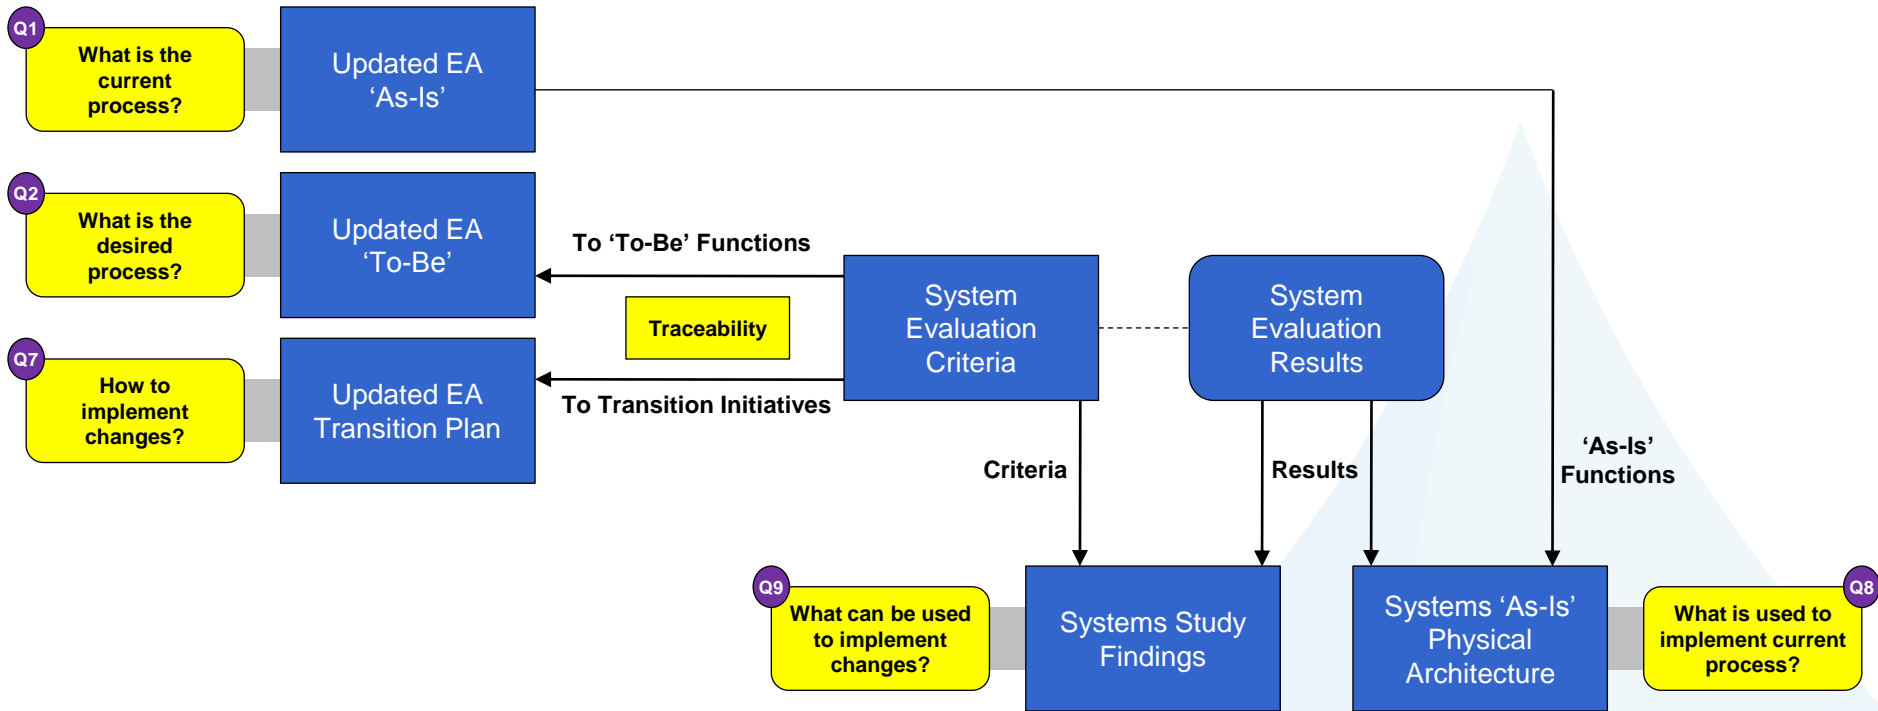 Q1
What is the
current
process?
Updated EA
‘As-Is’
Q2
What is the
desired
process?
Updated EA
‘To-Be’
To ‘To-Be’ Functions
Traceability
To Transition Initiatives
Q7
How to
implement
changes?
Updated EA
Transition Plan
System
Evaluation
Criteria
System
Evaluation
Results
Criteria
Results
‘As-Is’
Functions
Q9
What can be used
to implement
changes?
Systems Study
Findings
Systems ‘As-Is’
Physical
Architecture
Q8
What is used to
implement current
process?